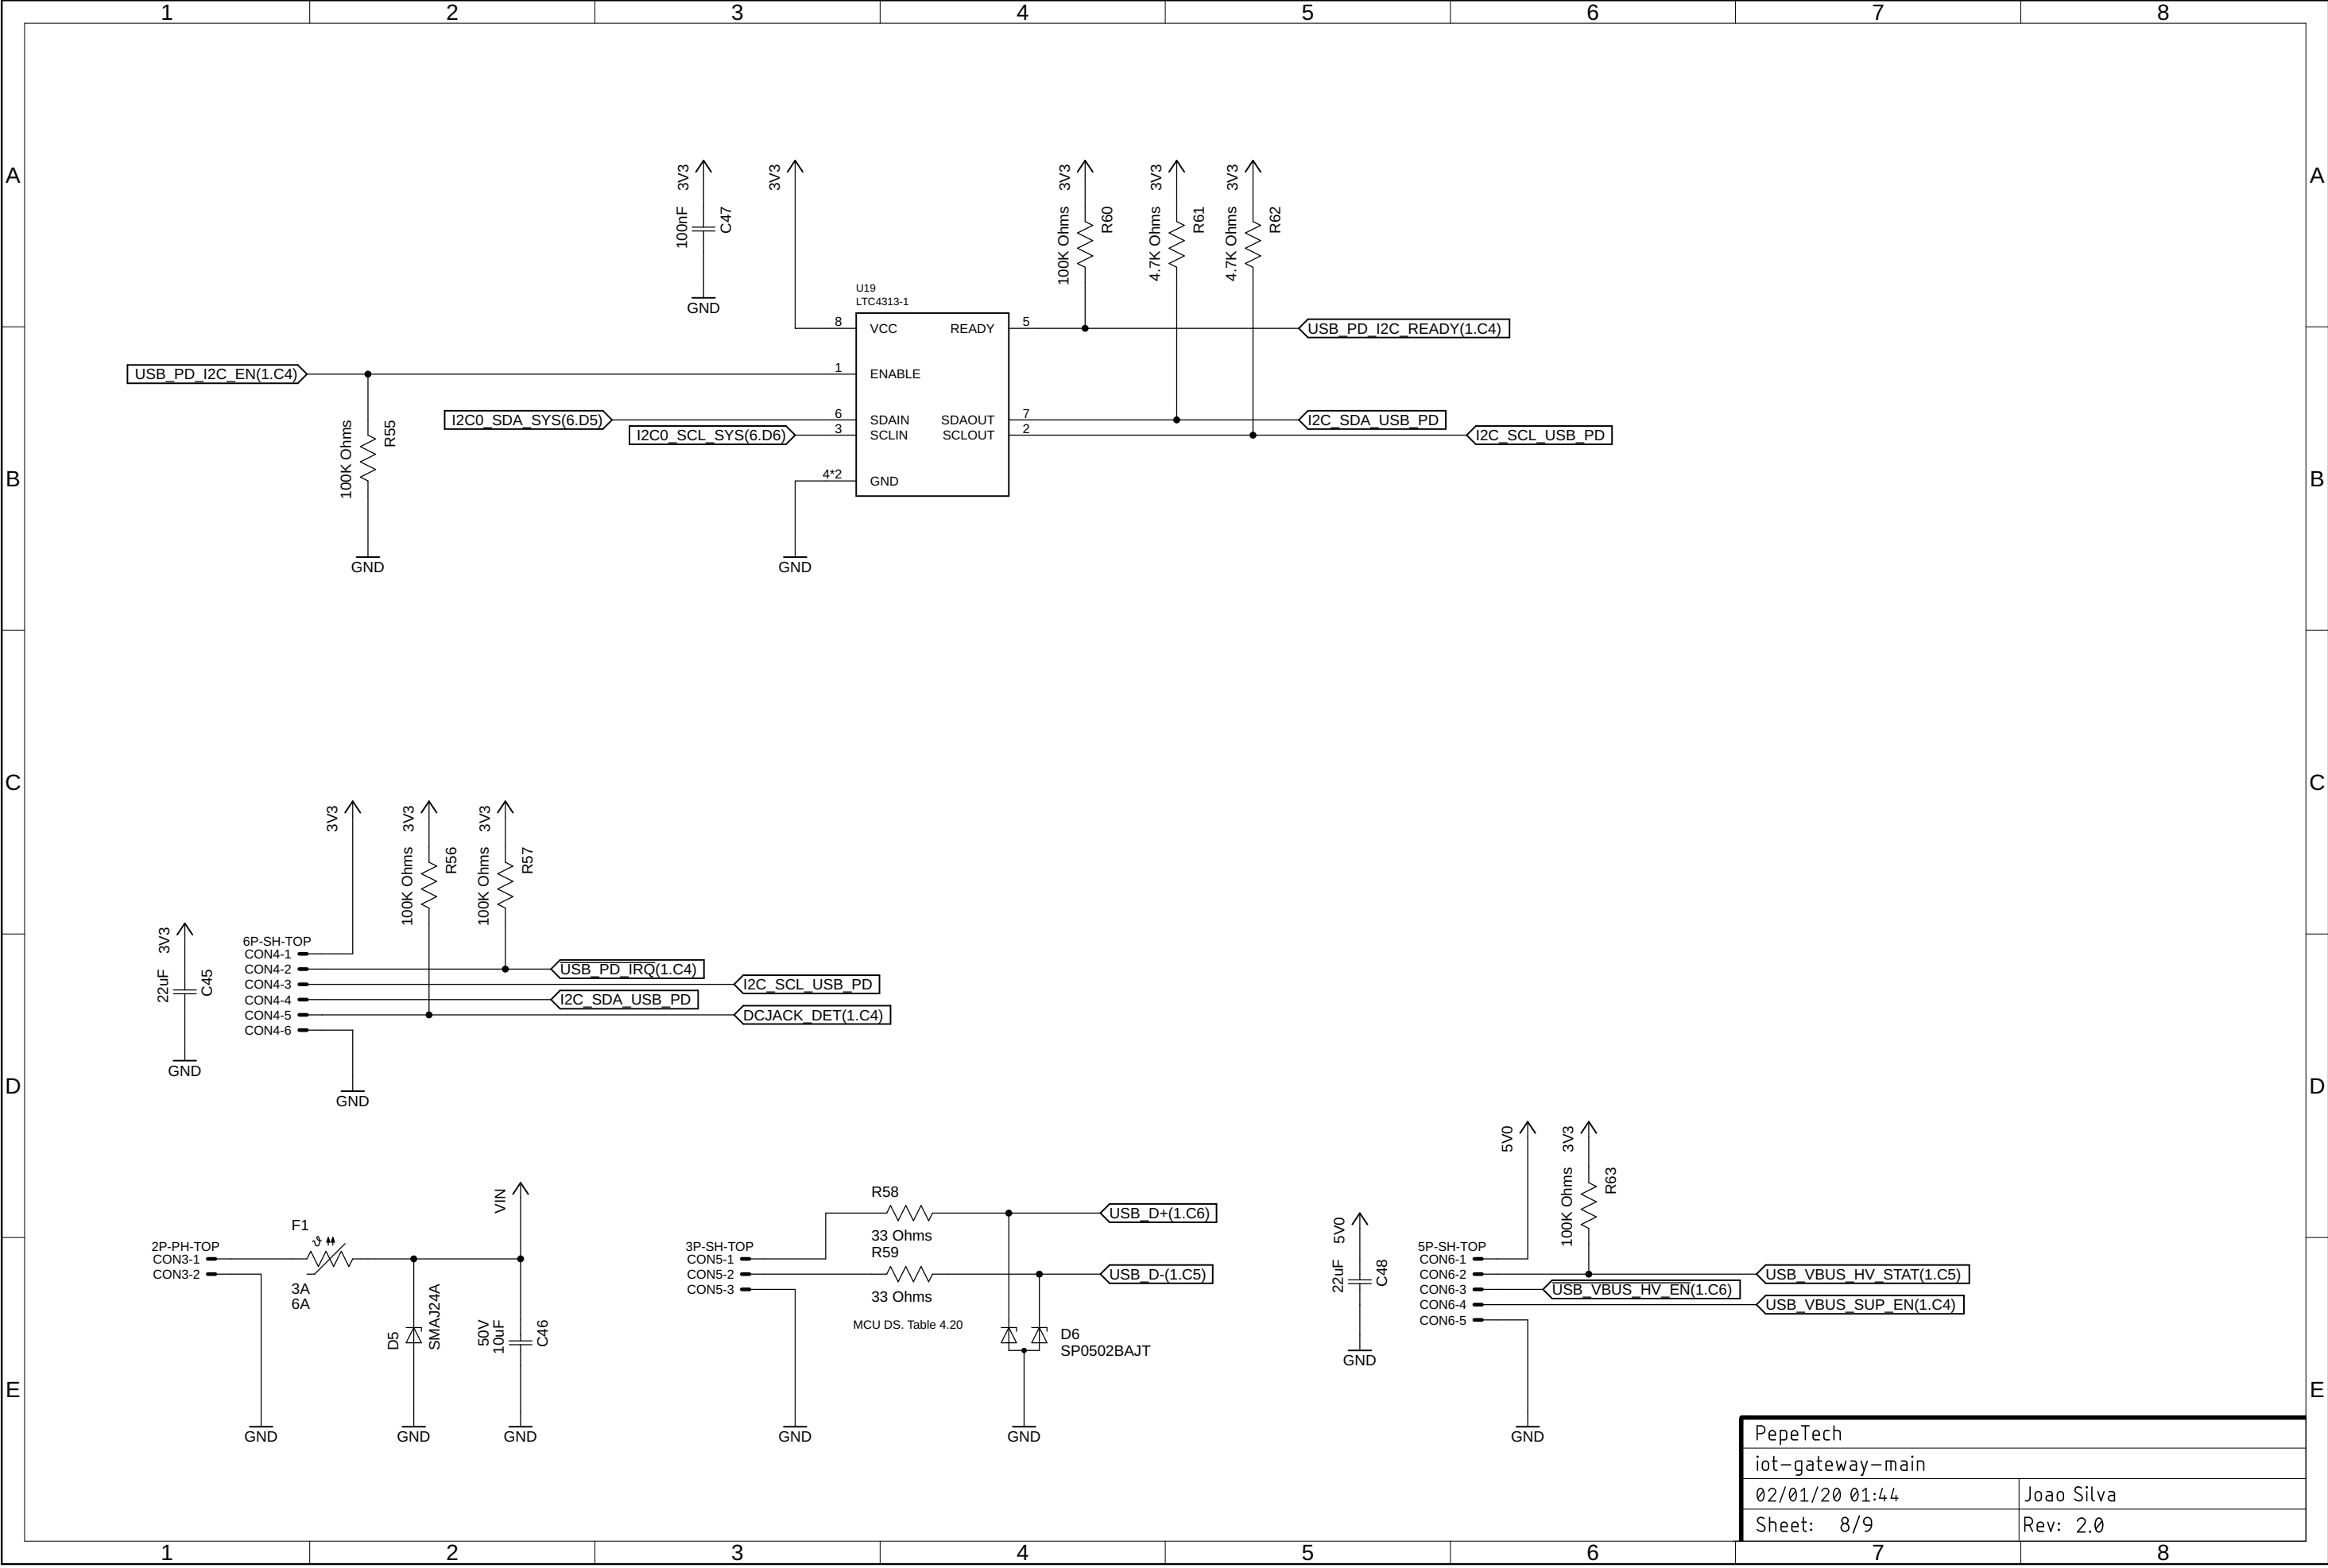 1 2 3 4 5 6 7 8
A A
3V3
100nF
C47
GND
3V3
3V3
100K Ohms
R60
3V3
4.7K Ohms
R61
3V3
4.7K Ohms
R62
U19
LTC4313-1
8 VCC READY 5 USB_PD_I2C_READY(1.C4)
USB_PD_I2C_EN(1.C4) 1 ENABLE
I2C0_SDA_SYS(6.D5) 6 SDAIN SDAOUT 7 I2C_SDA_USB_PD
I2C0_SCL_SYS(6.D6) 3 SCLIN SCLOUT 2 I2C_SCL_USB_PD
4*2 GND
100K Ohms
R55
GND
GND
B B
C C
3V3
3V3
100K Ohms
R56
3V3
100K Ohms
R57
3V3
22uF
C45
GND
6P-SH-TOP
CON4-1
CON4-2 USB_PD_IRQ(1.C4)
CON4-3 I2C_SCL_USB_PD
CON4-4 I2C_SDA_USB_PD
CON4-5 DCJACK_DET(1.C4)
CON4-6
GND
D D
2P-PH-TOP
CON3-1
CON3-2
F1
ϑ
3A
6A
VIN
D5
SMAJ24A
50V
10uF
C46
GND
GND
GND
3P-SH-TOP
CON5-1
CON5-2
CON5-3
R58
33 Ohms
R59
33 Ohms
MCU DS. Table 4.20
USB_D+(1.C6)
USB_D-(1.C5)
D6
SP0502BAJT
GND
GND
5V0
22uF
C48
GND
5V0
3V3
100K Ohms
R63
5P-SH-TOP
CON6-1
CON6-2 USB_VBUS_HV_STAT(1.C5)
CON6-3 USB_VBUS_HV_EN(1.C6)
CON6-4 USB_VBUS_SUP_EN(1.C4)
CON6-5
GND
E E
PepeTech
iot-gateway-main
02/01/20 01:44 Joao Silva
Sheet: 8/9 Rev: 2.0
1 2 3 4 5 6 7 8